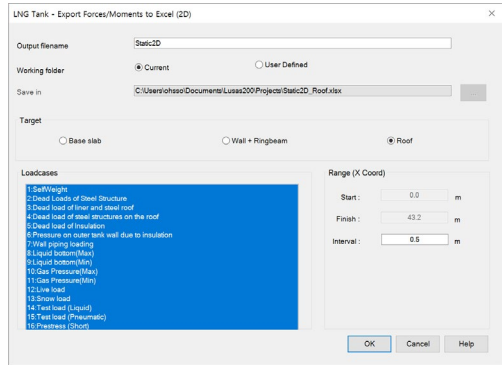 LNG Tank - Export Forces/Moments to Excel (2D)
Output filename
Static2D
Working folder
Current
User Defined
Save in
C:\Users\ohsso\Documents\Lusas200\Projects\Static2D_Roof.xlsx
...
Target
Base slab
Wall + Ringbeam
Roof
Loadcases
1:SelfWeight
2:Dead Loads of Steel Structure
3:Dead load of liner and steel roof
4:Dead load of steel structures on the roof
5:Dead load of Insulation
6:Pressure on outer tank wall due to insulation
7:Wall piping loading
8:Liquid bottom(Max)
9:Liquid bottom(Min)
10:Gas Pressure(Max)
11:Gas Pressure(Min)
12:Live load
13:Snow load
14:Test load (Liquid)
15:Test load (Pneumatic)
16:Prestress (Short)
Range (X Coord)
Start : 0.0 m
Finish : 43.2 m
Interval : 0.5 m
OK Cancel Help